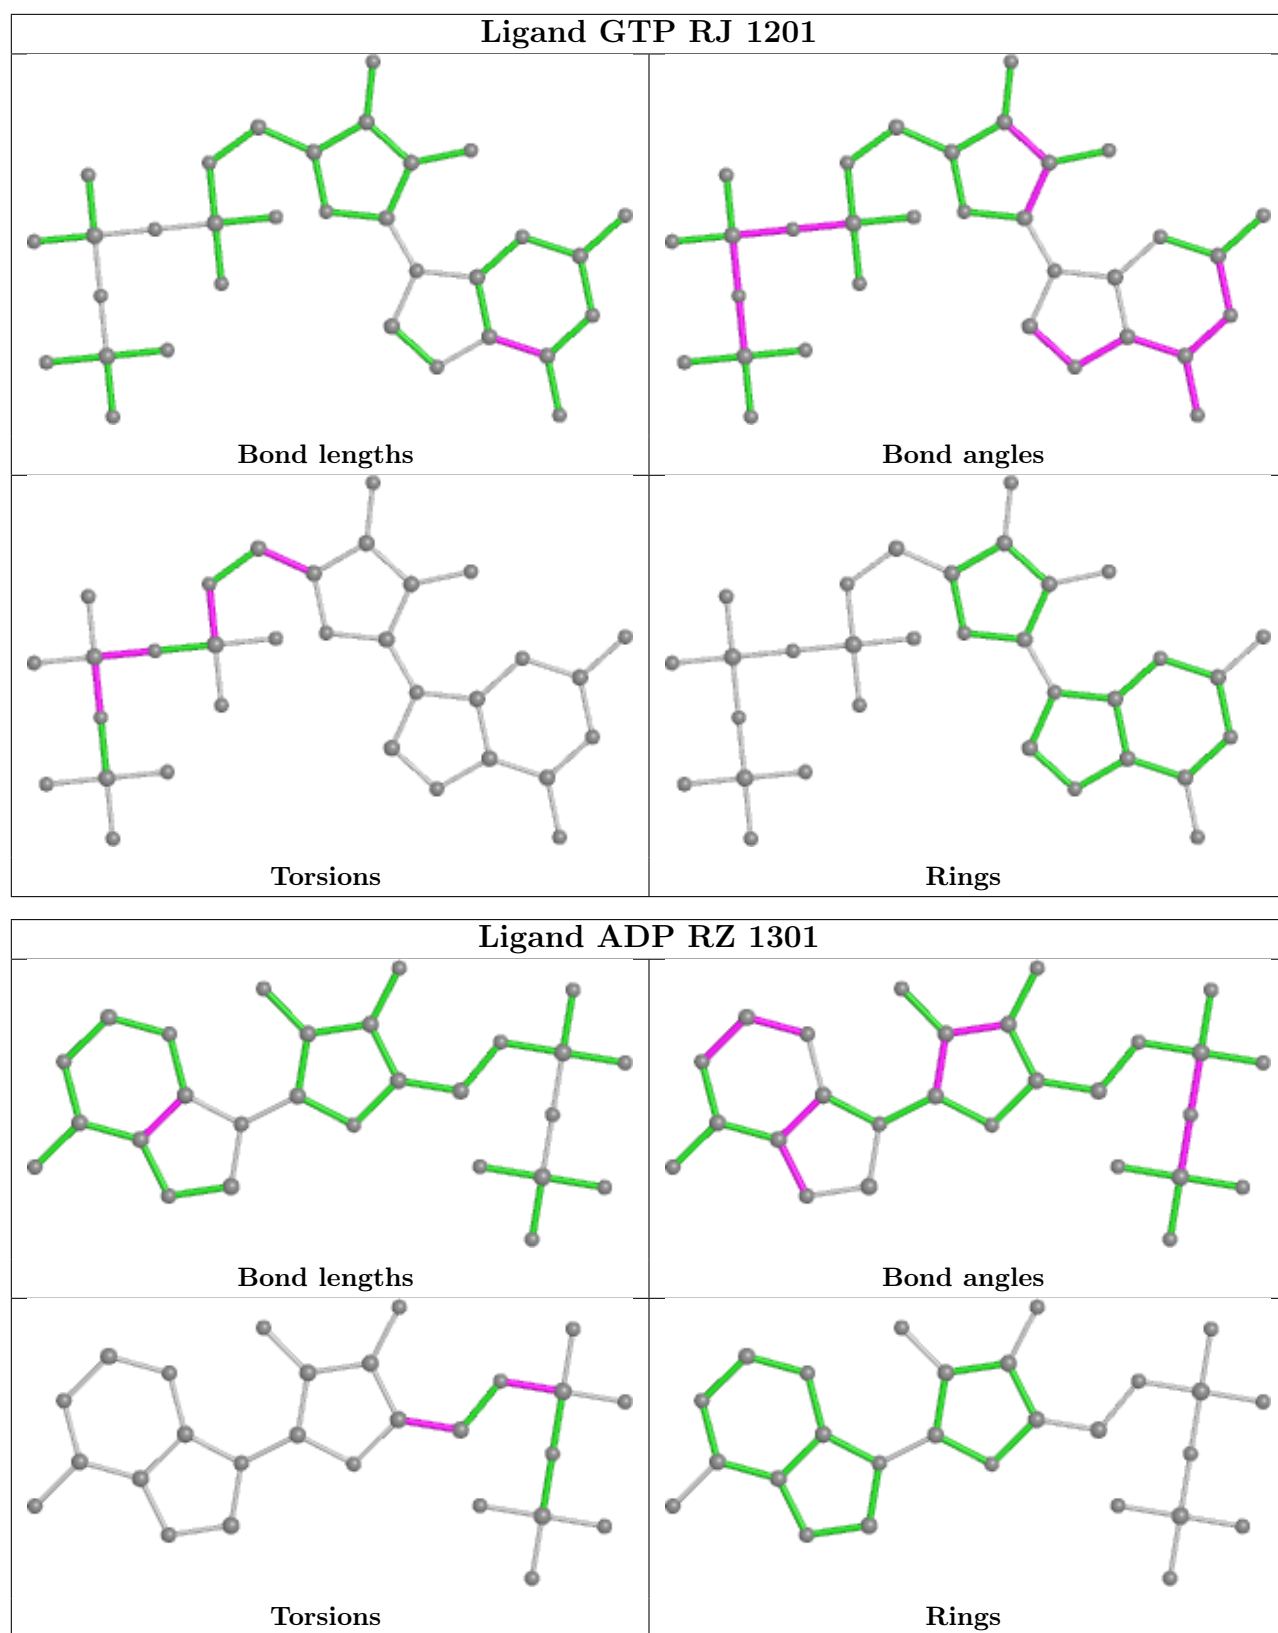 Ligand GTP RJ 1201
Bond lengths
Bond angles
Torsions
Rings
Ligand ADP RZ 1301
Bond lengths
Bond angles
Torsions
Rings